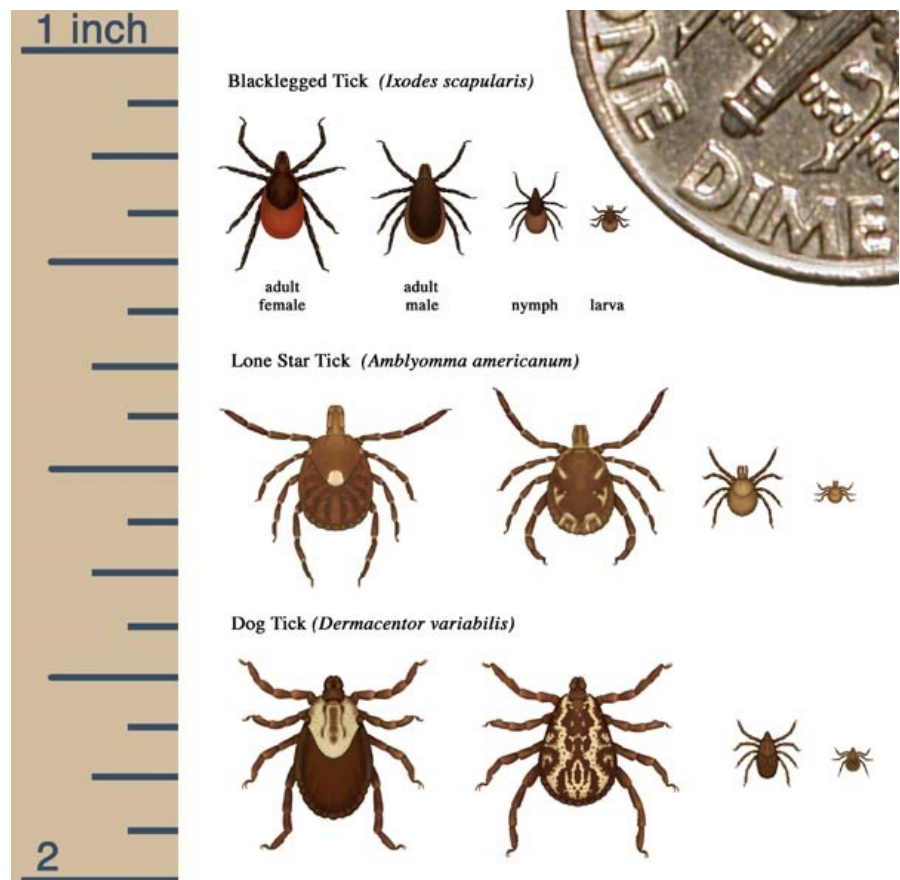 1 inch
Blacklegged Tick (Ixodes scapularis)
ONE DIME
adult
female
adult
male
nymph
larva
Lone Star Tick (Amblyomma americanum)
Dog Tick (Dermacentor variabilis)
2